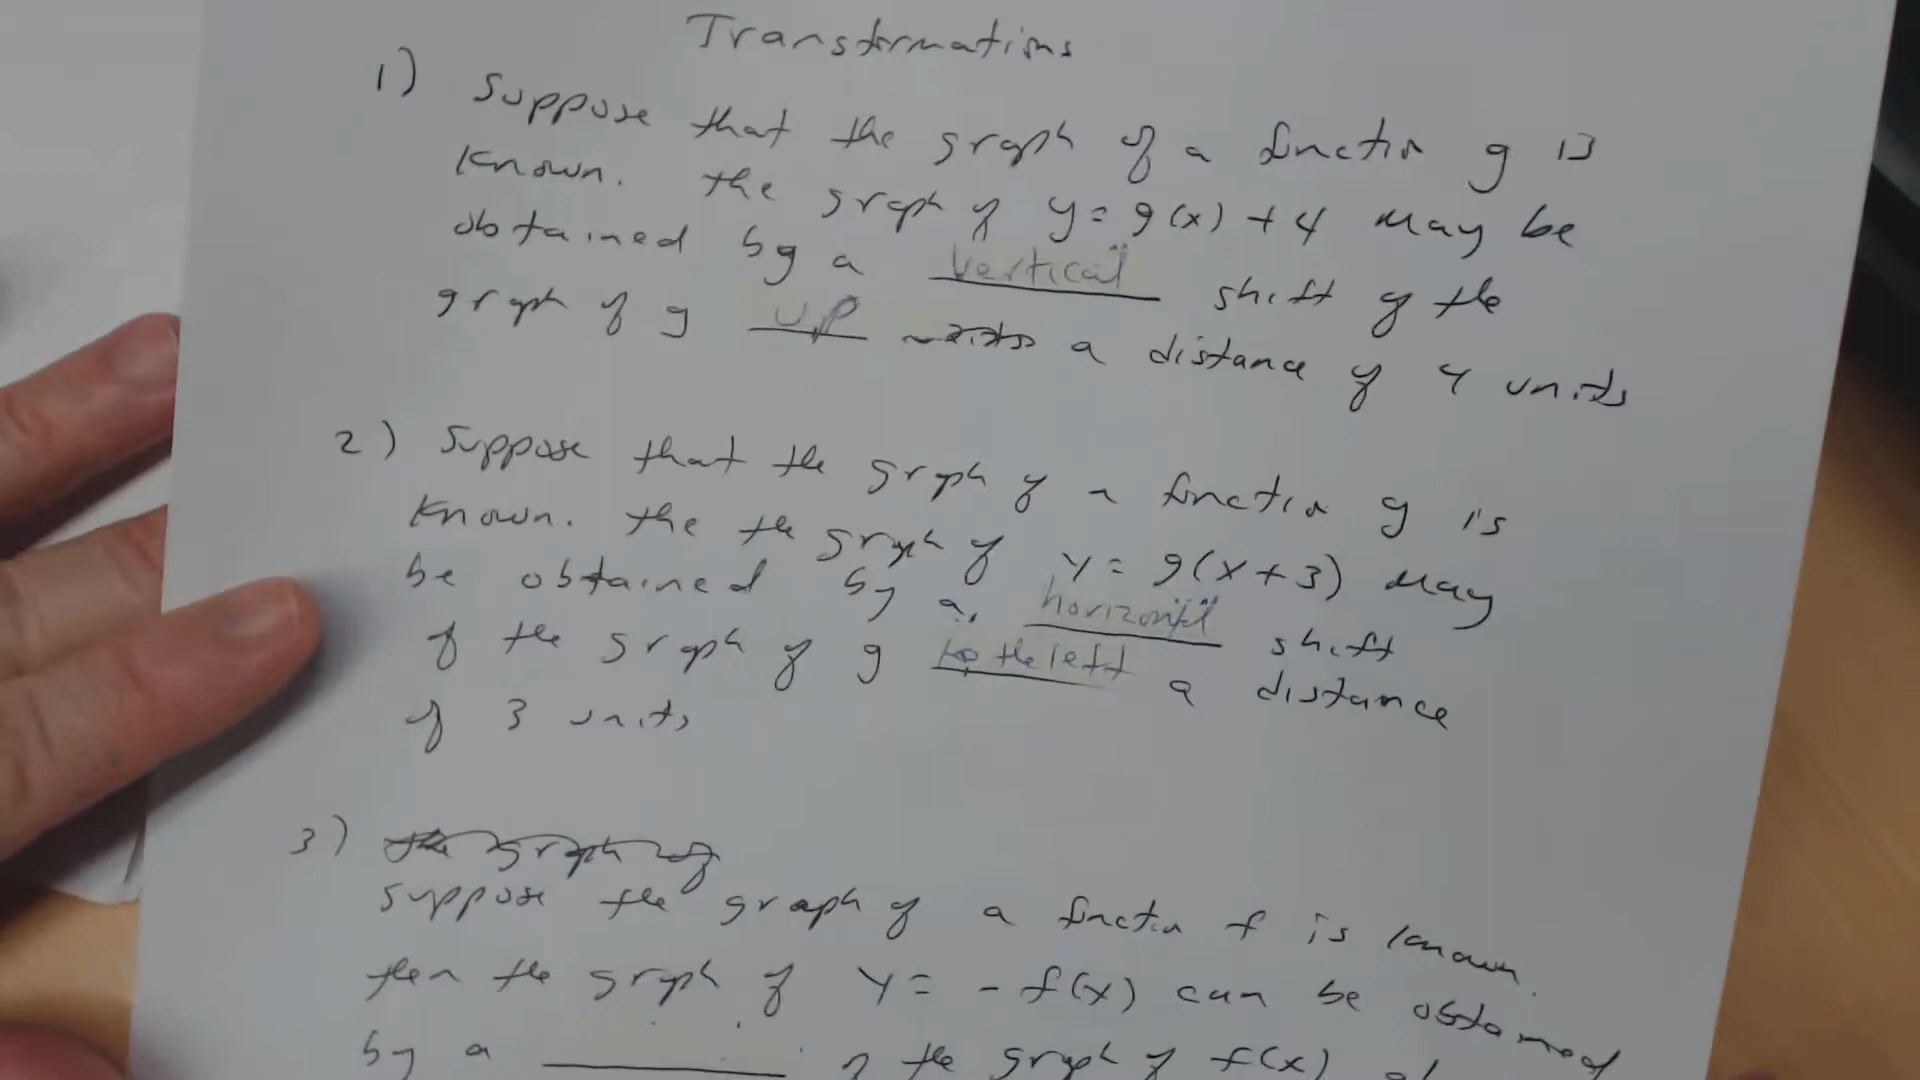 Transformations
1) Suppose that the graph of a function g is
known. the graph of y = g(x) + 4 may be
obtained by a vertical shift of the
graph of g up a distance of 4 units
2) Suppose that the graph of a function g is
known. the the graph of y = g(x+3) may
be obtained by a horizontal shift
of the graph of g to the left a distance
of 3 units
3) the graph of
suppose the graph of a function f is known.
then the graph of y = - f(x) can be obtained
by a ______ of the graph of f(x)